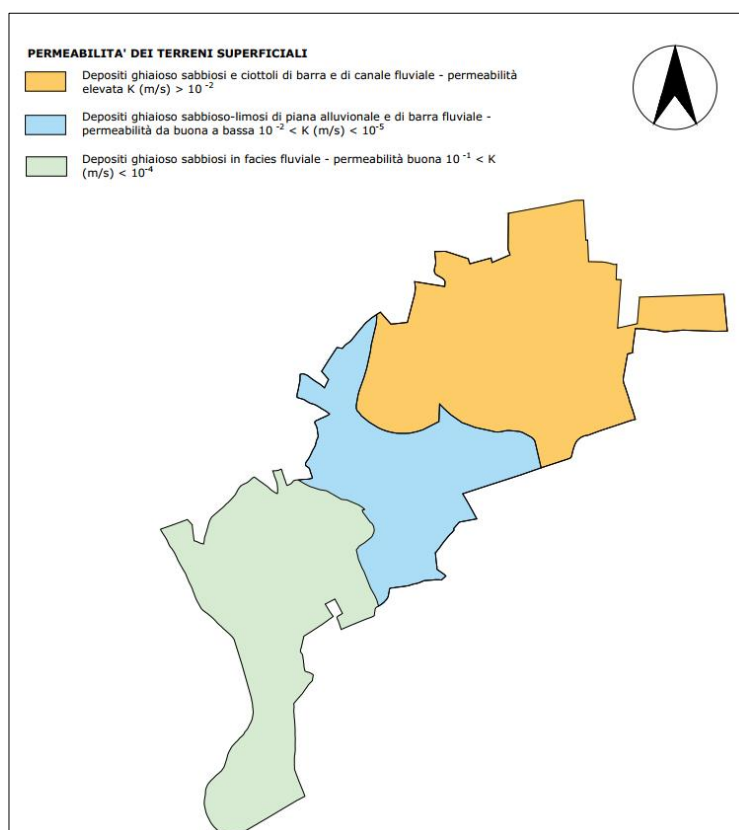 PERMEABILITA' DEI TERRENI SUPERFICIALI
Depositi ghiaioso sabbiosi e ciottoli di barra e di canale fluviale - permeabilità
elevata K (m/s) > 10 ⁻²
Depositi ghiaioso sabbioso-limosi di piana alluvionale e di barra fluviale -
permeabilità da buona a bassa 10 ⁻² < K (m/s) < 10⁻⁵
Depositi ghiaioso sabbiosi in facies fluviale - permeabilità buona 10 ⁻¹ < K
(m/s) < 10⁻⁴